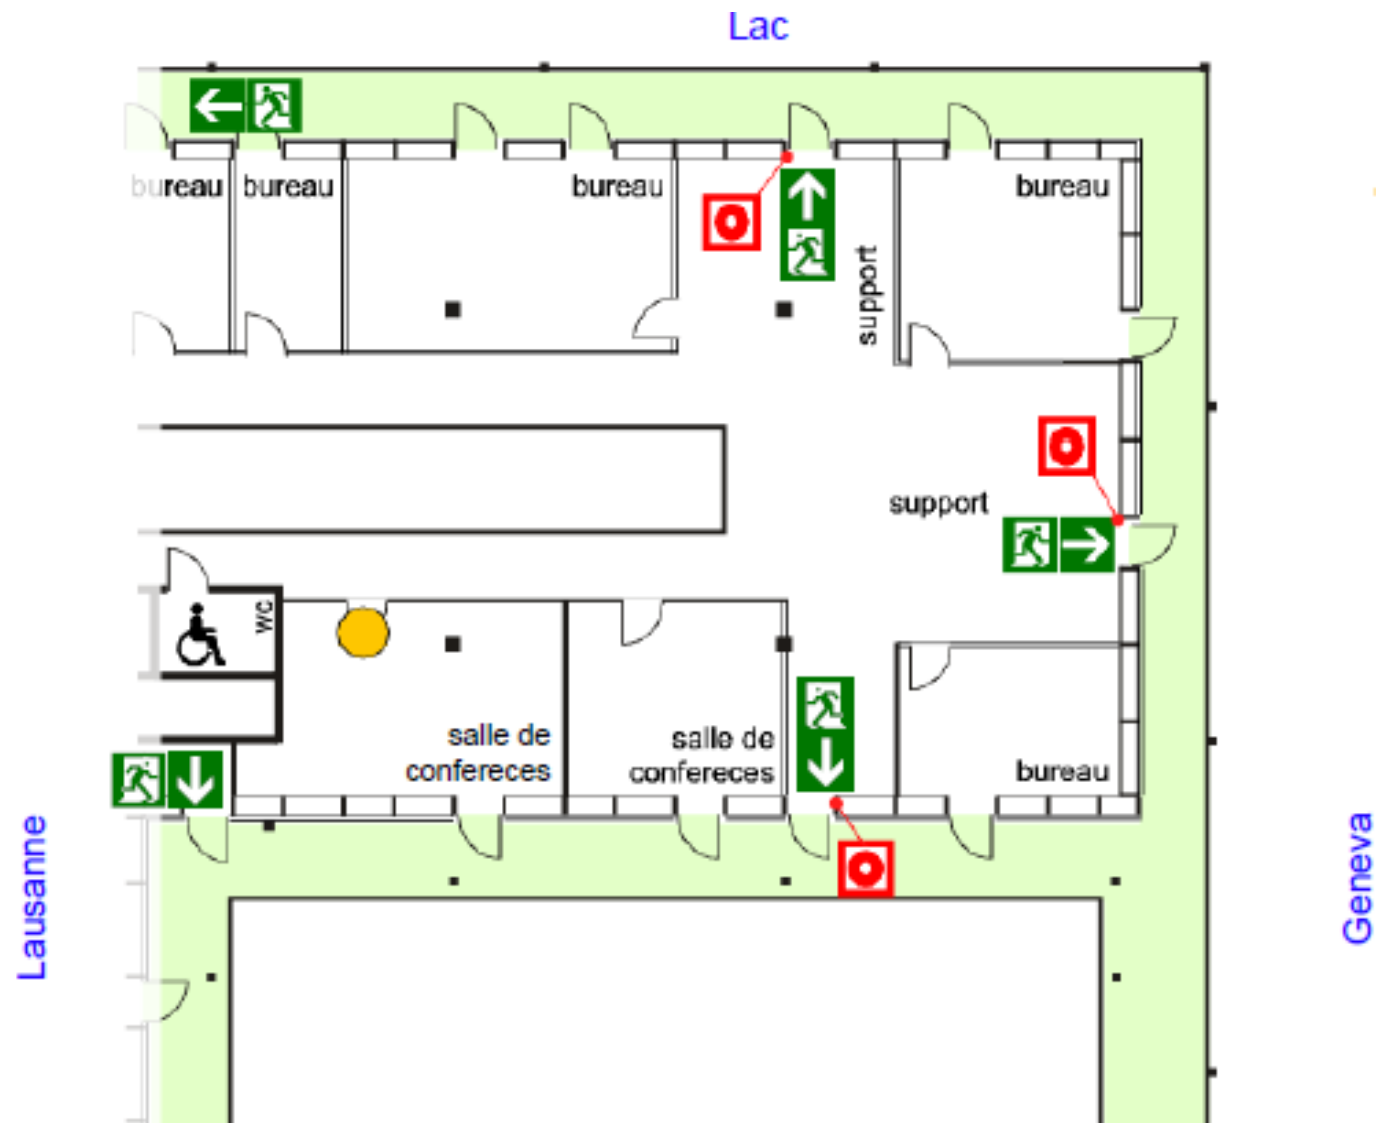 Lac
bureau
bureau
bureau
bureau
support
support
wc
salle de
confereces
salle de
confereces
bureau
Lausanne
Geneva